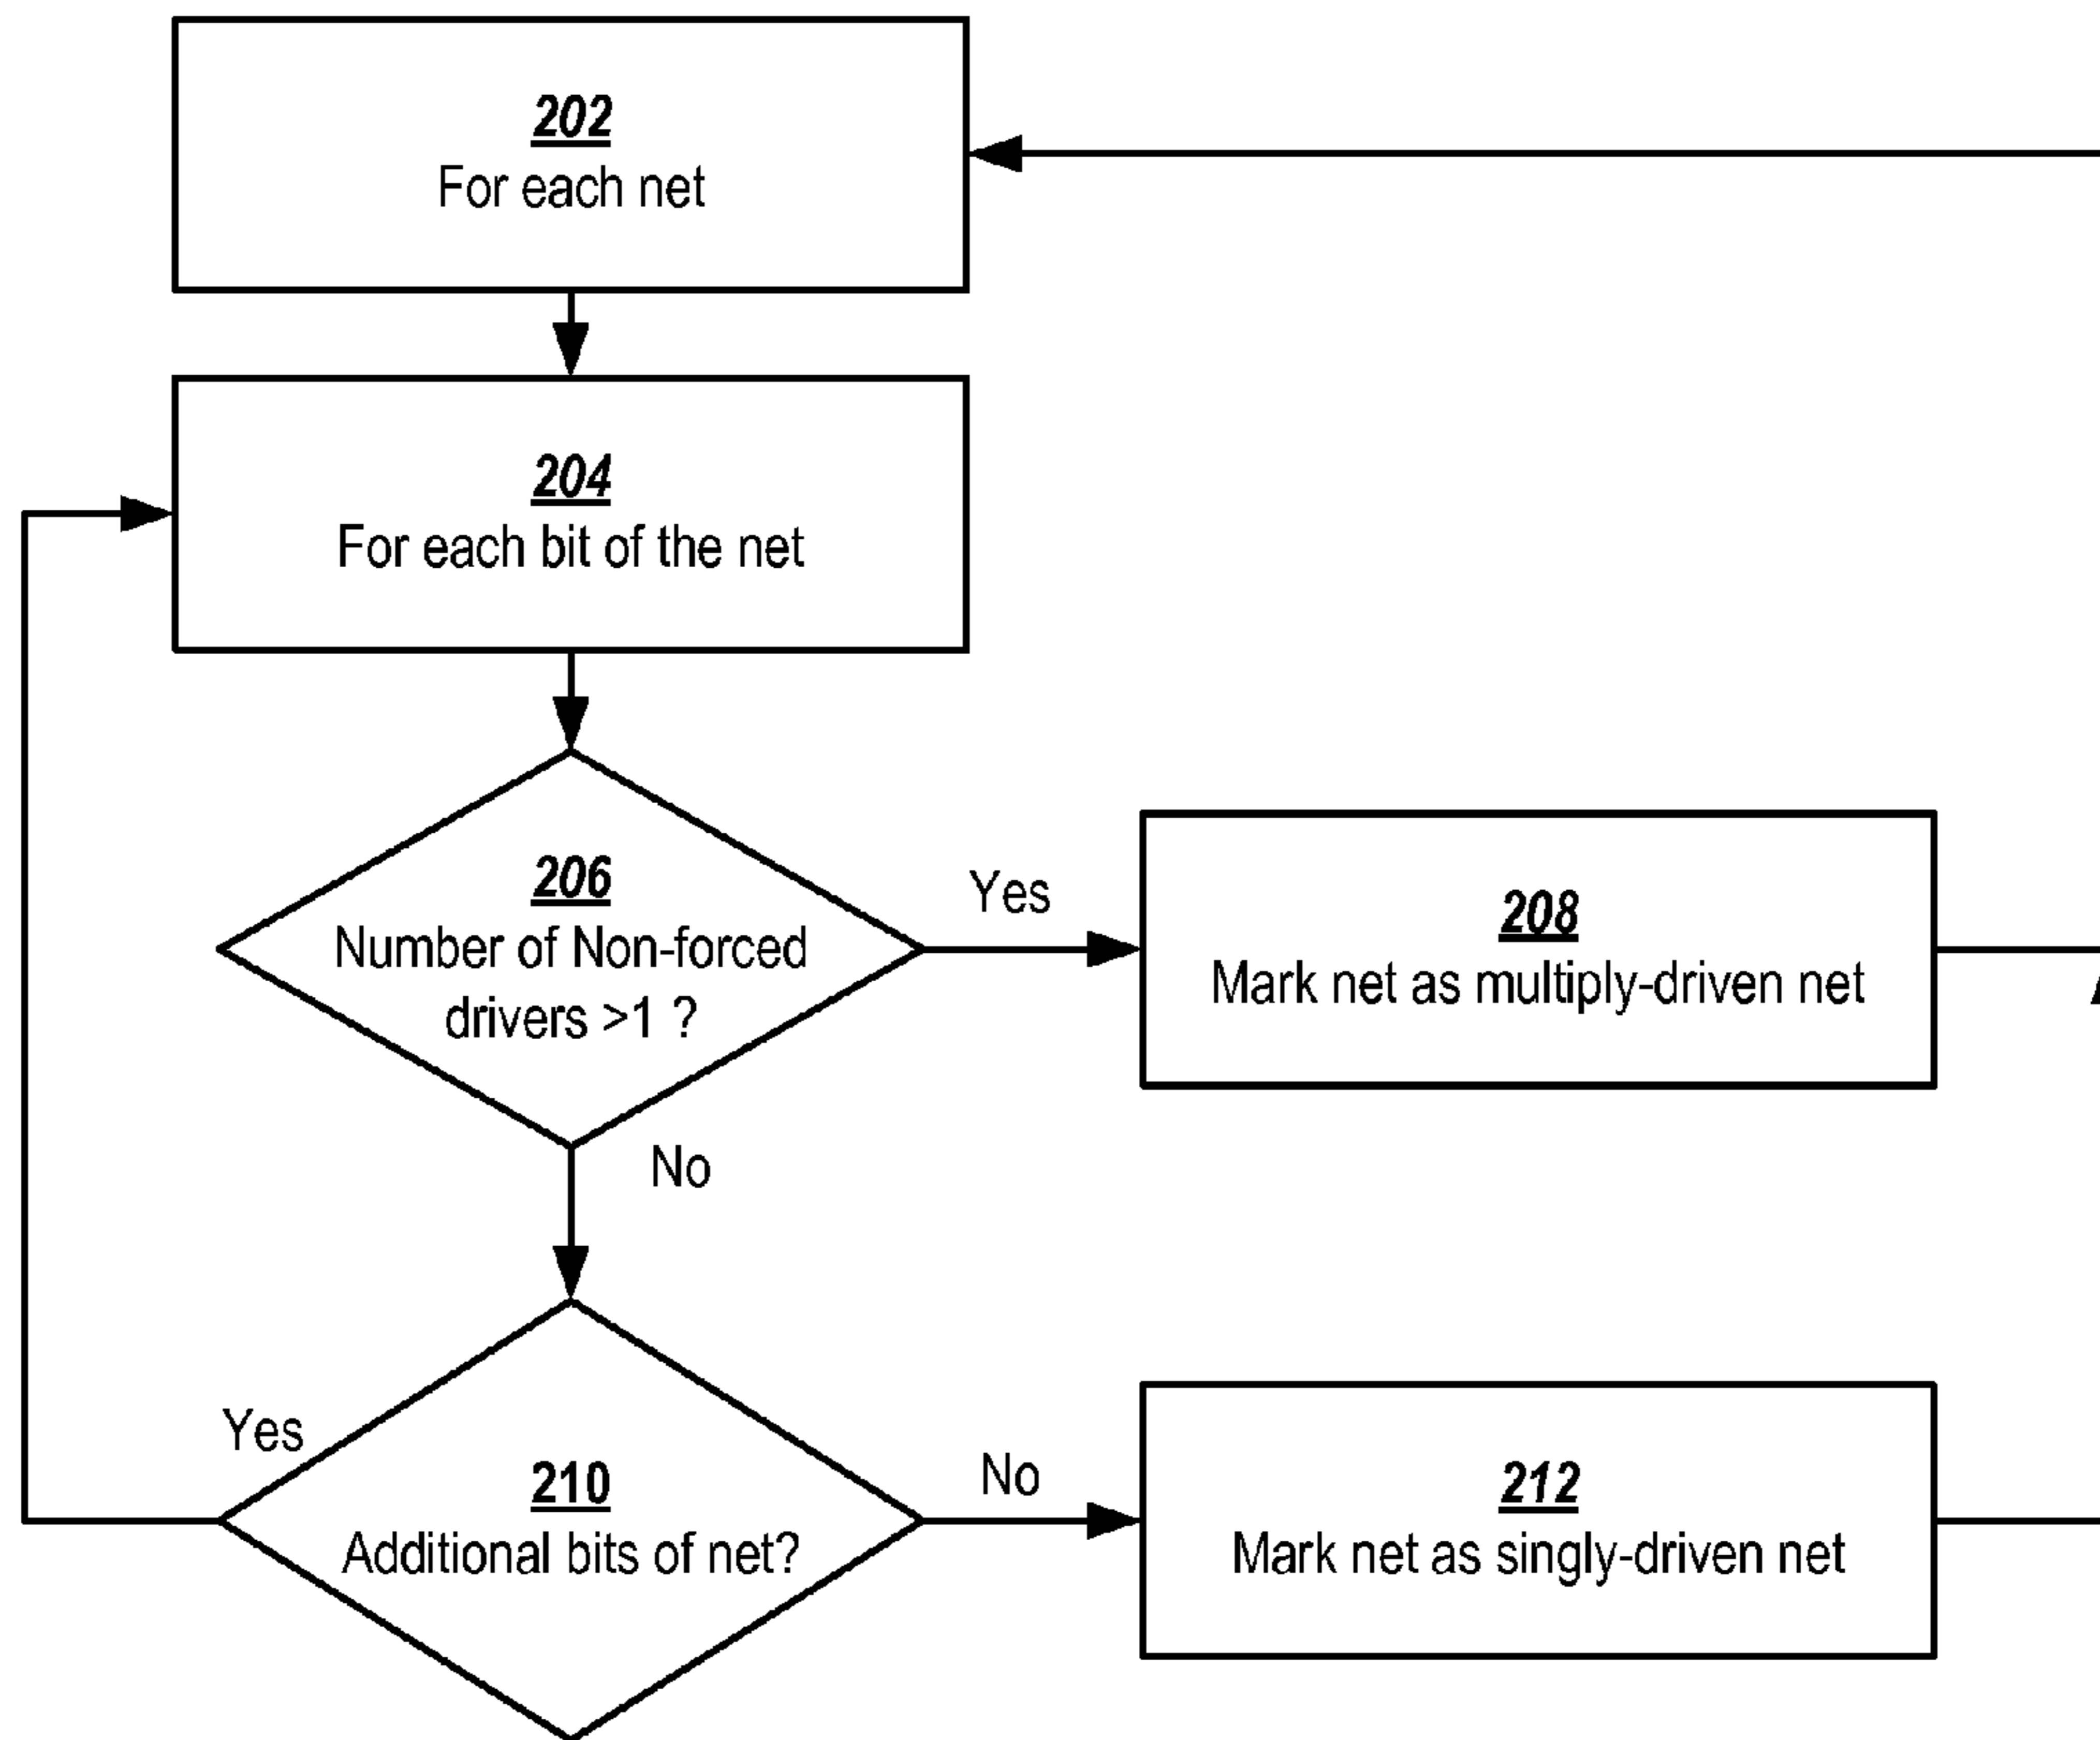 202
For each net
204
For each bit of the net
206
Number of Non-forced
drivers >1 ?
Yes
208
Mark net as multiply-driven net
No
210
Additional bits of net?
Yes
No
212
Mark net as singly-driven net